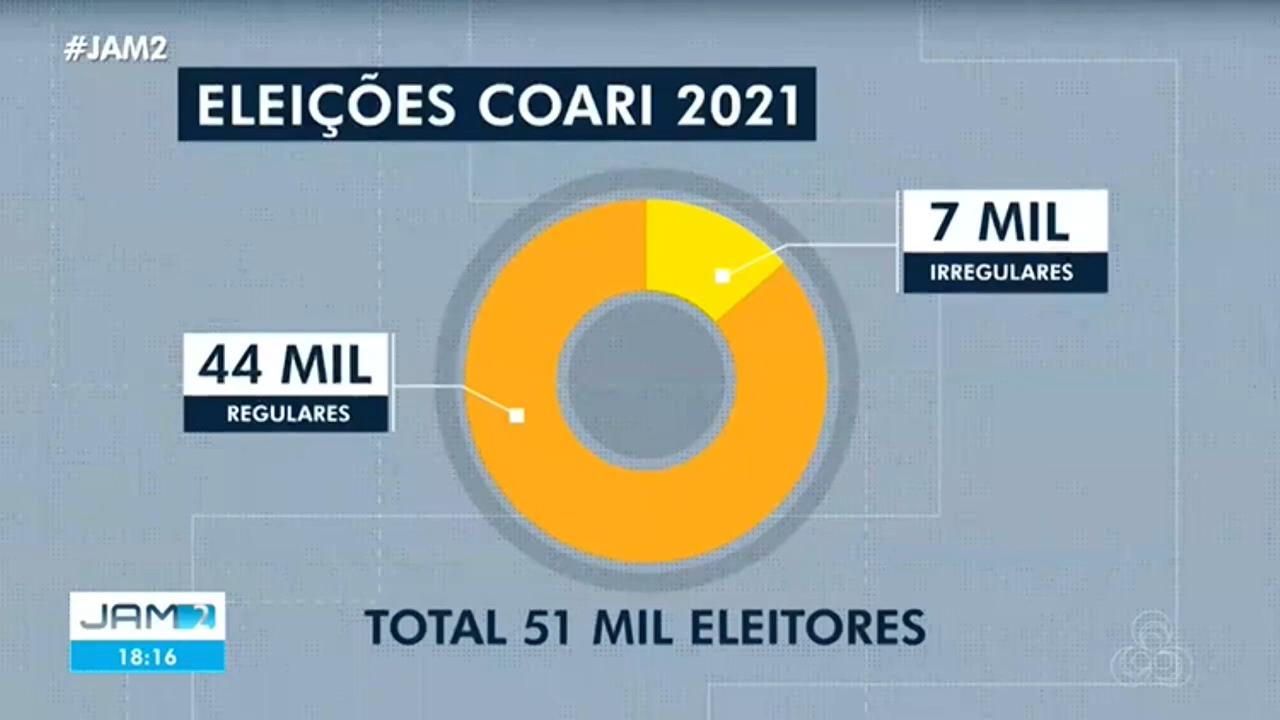 #JAM2
ELEIÇÕES COARI 2021
7 MIL
IRREGULARES
44 MIL
REGULARES
TOTAL 51 MIL ELEITORES
JAM2
18:16